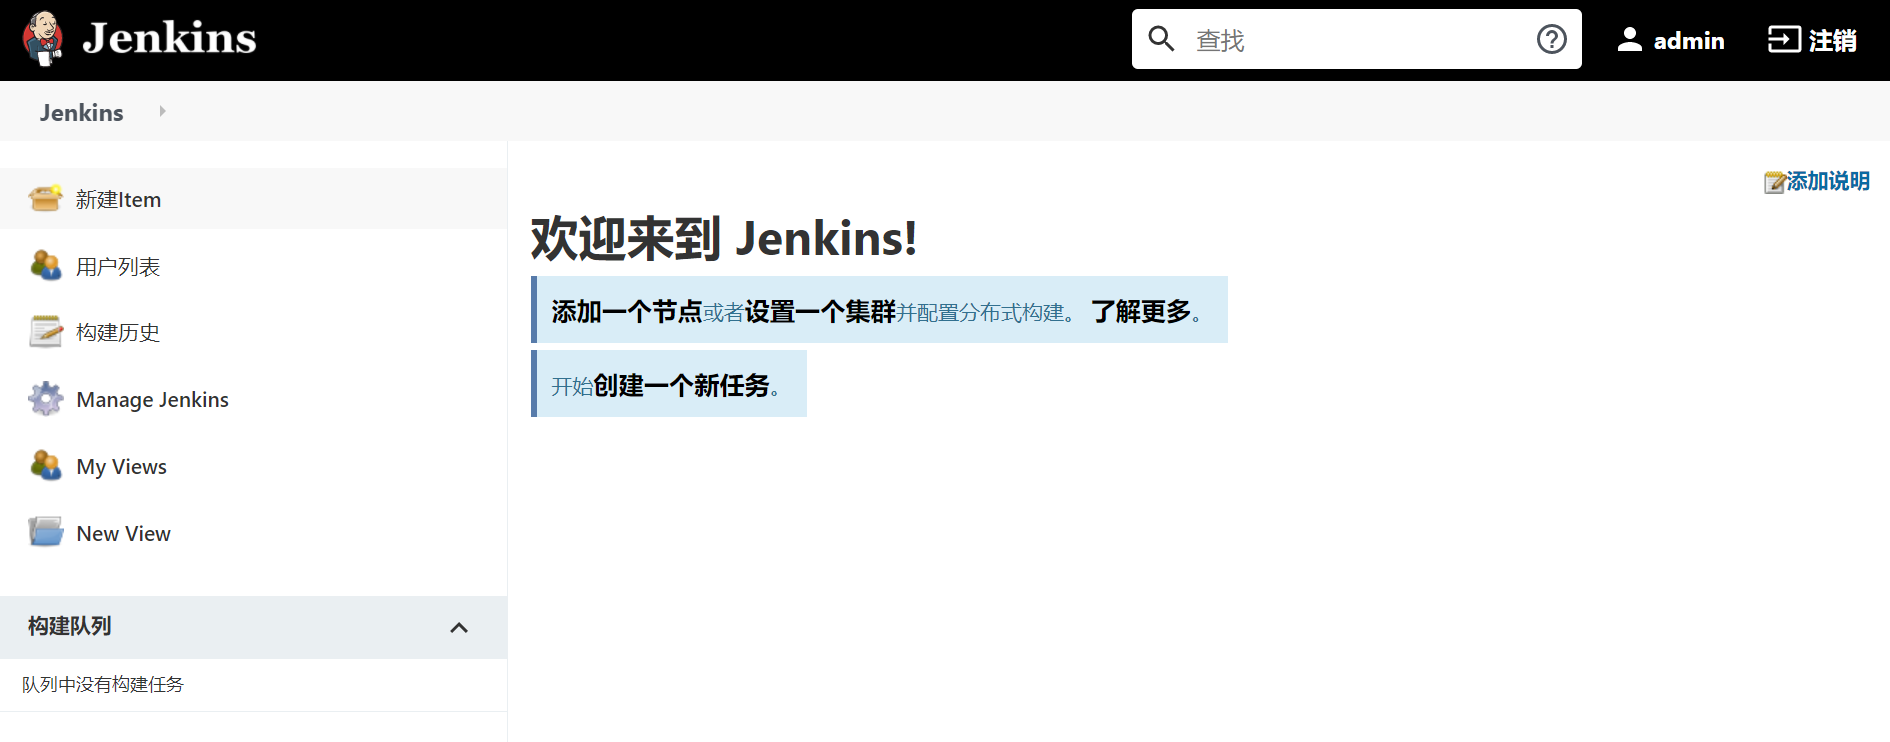 Jenkins
查找
admin
注销
Jenkins
添加说明
新建Item
用户列表
构建历史
Manage Jenkins
My Views
New View
构建队列
队列中没有构建任务
欢迎来到 Jenkins!
添加一个节点或者设置一个集群并配置分布式构建。 了解更多。
开始创建一个新任务。